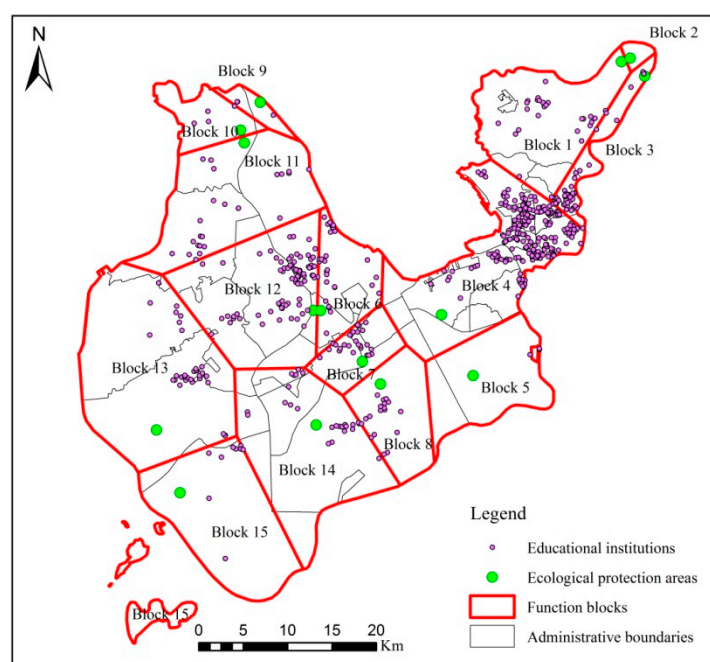 N
Block 2
Block 9
Block 10
Block 1
Block 3
Block 11
Block 12
Block 6
Block 4
Block 13
Block 7
Block 5
Block 8
Block 14
Block 15
Block 15
Legend
Educational institutions
Ecological protection areas
Function blocks
Administrative boundaries
0 5 10 15 20
Km